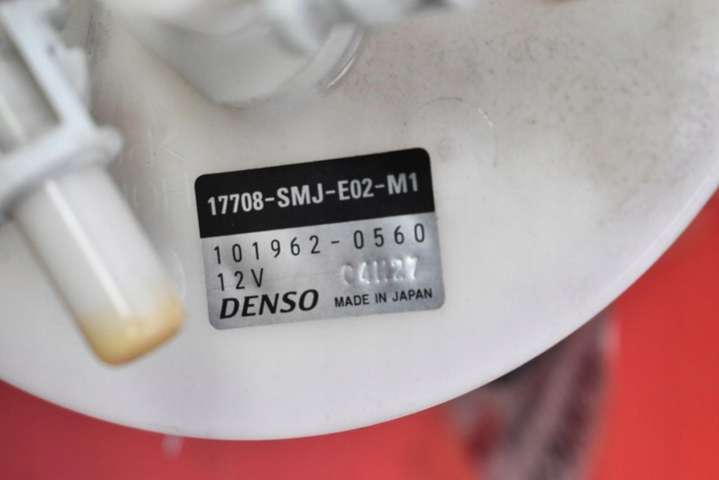 17708-SMJ-E02-M1
101962-0560
12V
DENSO MADE IN JAPAN